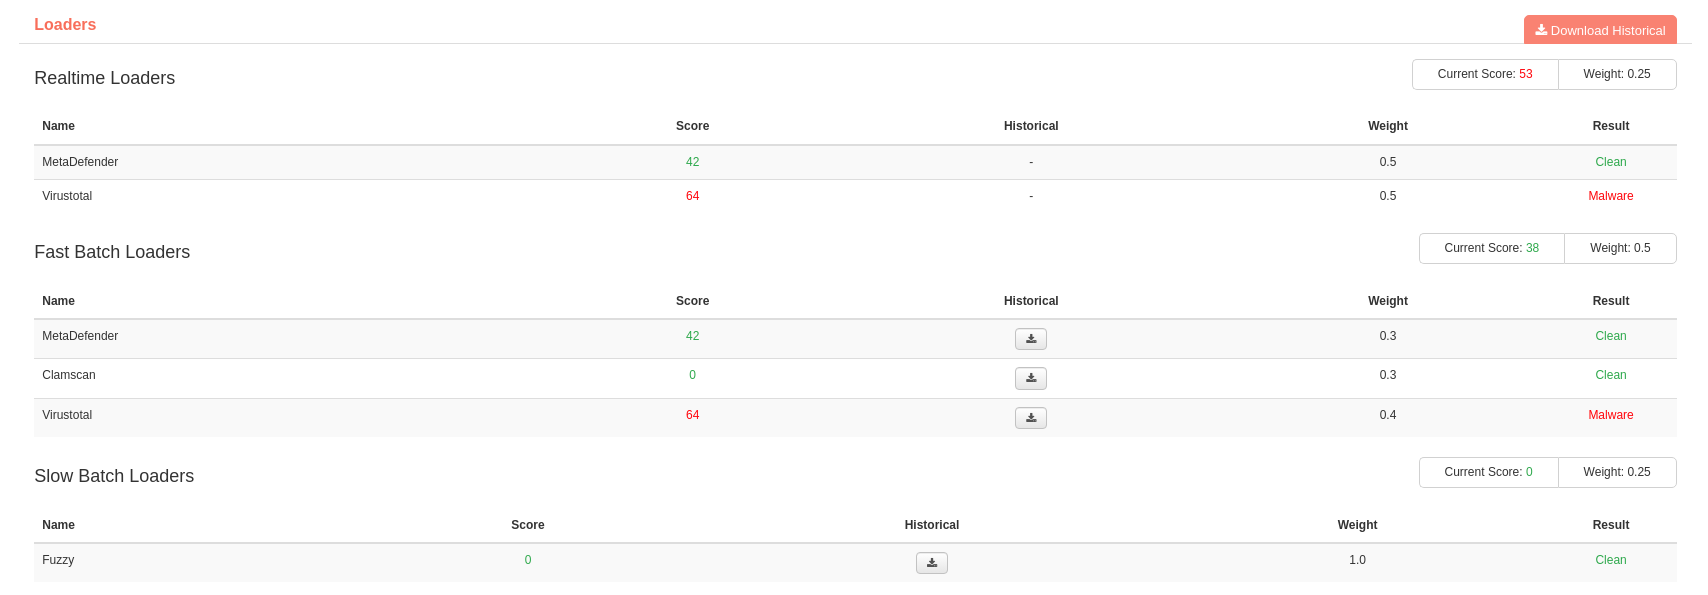 Loaders
Download Historical
Realtime Loaders
Current Score: 53 Weight: 0.25
Name Score Historical Weight Result
MetaDefender 42 - 0.5 Clean
Virustotal 64 - 0.5 Malware
Fast Batch Loaders
Current Score: 38 Weight: 0.5
Name Score Historical Weight Result
MetaDefender 42 0.3 Clean
Clamscan 0 0.3 Clean
Virustotal 64 0.4 Malware
Slow Batch Loaders
Current Score: 0 Weight: 0.25
Name Score Historical Weight Result
Fuzzy 0 1.0 Clean